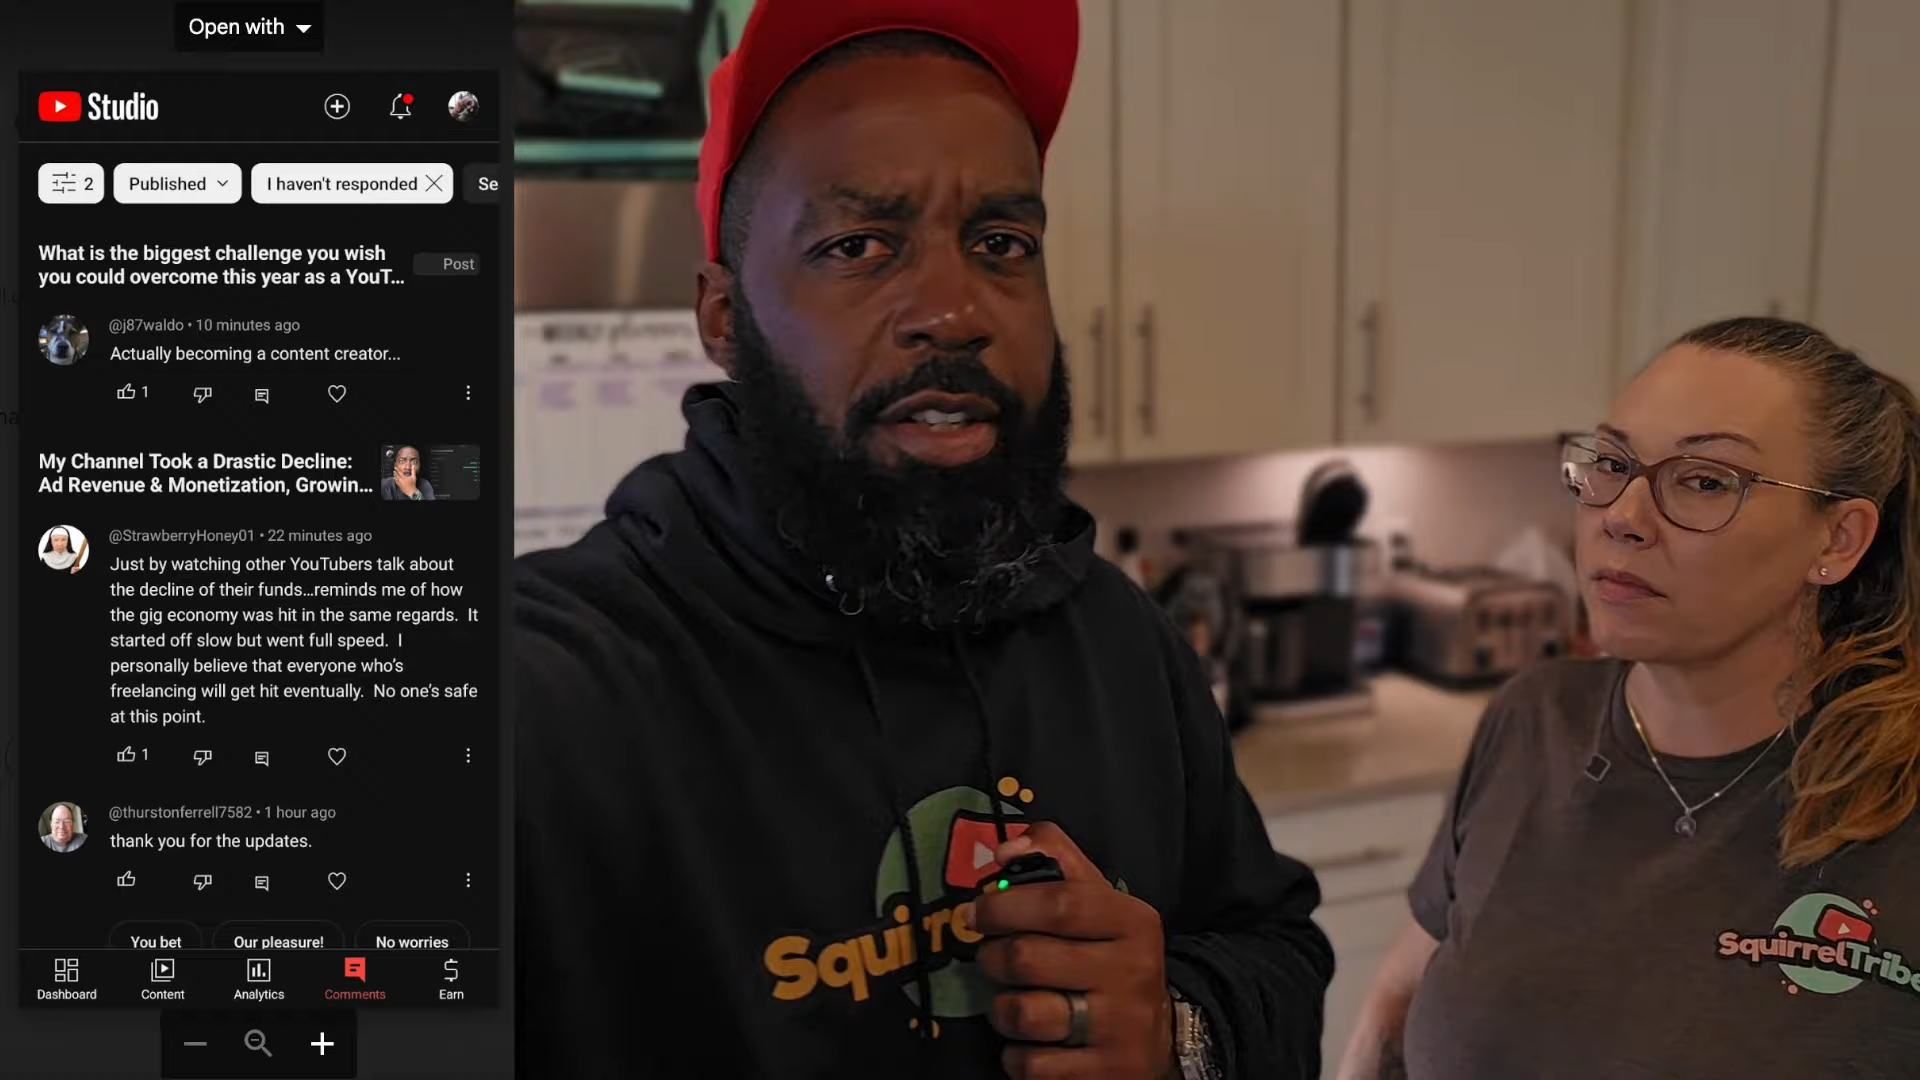 Open with
Studio
2
Published
I haven't responded
Se
What is the biggest challenge you wish
you could overcome this year as a YouT...
Post
@j87waldo • 10 minutes ago
Actually becoming a content creator...
1
My Channel Took a Drastic Decline:
Ad Revenue & Monetization, Growin...
@StrawberryHoney01 • 22 minutes ago
Just by watching other YouTubers talk about
the decline of their funds...reminds me of how
the gig economy was hit in the same regards. It
started off slow but went full speed. I
personally believe that everyone who's
freelancing will get hit eventually. No one's safe
at this point.
1
@thurstonferrell7582 • 1 hour ago
thank you for the updates.
You bet
Our pleasure!
No worries
Dashboard
Content
Analytics
Comments
Earn
WEEKLY planner
Squi re
SquirrelTribe